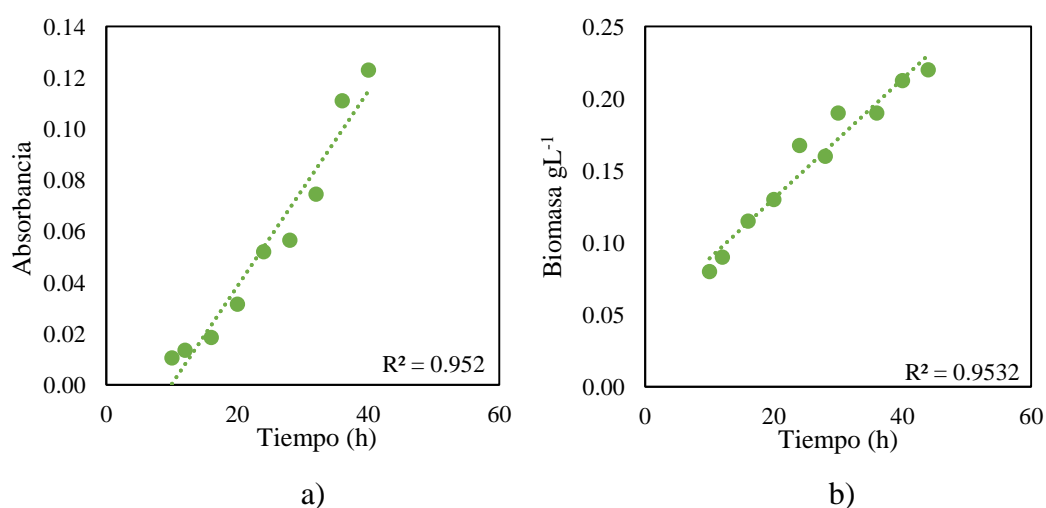 0.14
0.12
0.10
0.08
0.06
0.04
0.02
0.00
Absorbancia
0
20
40
60
Tiempo (h)
R² = 0.952
a)
0.25
0.20
0.15
0.10
0.05
0.00
Biomasa gL⁻¹
0
20
40
60
Tiempo (h)
R² = 0.9532
b)